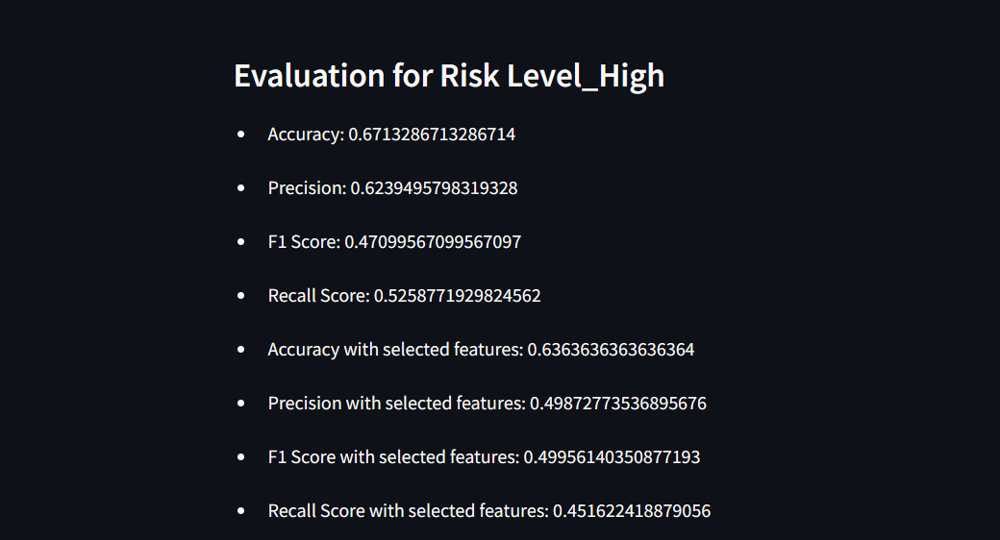 Evaluation for Risk Level_High
• Accuracy: 0.6713286713286714
• Precision: 0.6239495798319328
• F1 Score: 0.47099567099567097
• Recall Score: 0.5258771929824562
• Accuracy with selected features: 0.6363636363636364
• Precision with selected features: 0.49872773536895676
• F1 Score with selected features: 0.49956140350877193
• Recall Score with selected features: 0.451622418879056